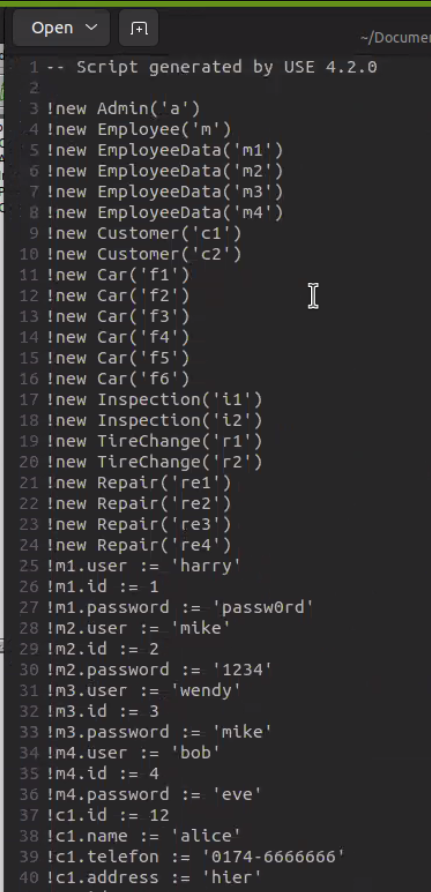 Open
~/Documen
1 -- Script generated by USE 4.2.0
2
3 !new Admin('a')
4 !new Employee('m')
5 !new EmployeeData('m1')
6 !new EmployeeData('m2')
7 !new EmployeeData('m3')
8 !new EmployeeData('m4')
9 !new Customer('c1')
10 !new Customer('c2')
11 !new Car('f1')
12 !new Car('f2')
13 !new Car('f3')
14 !new Car('f4')
15 !new Car('f5')
16 !new Car('f6')
17 !new Inspection('i1')
18 !new Inspection('i2')
19 !new TireChange('r1')
20 !new TireChange('r2')
21 !new Repair('re1')
22 !new Repair('re2')
23 !new Repair('re3')
24 !new Repair('re4')
25 !m1.user := 'harry'
26 !m1.id := 1
27 !m1.password := 'passw0rd'
28 !m2.user := 'mike'
29 !m2.id := 2
30 !m2.password := '1234'
31 !m3.user := 'wendy'
32 !m3.id := 3
33 !m3.password := 'mike'
34 !m4.user := 'bob'
35 !m4.id := 4
36 !m4.password := 'eve'
37 !c1.id := 12
38 !c1.name := 'alice'
39 !c1.telefon := '0174-6666666'
40 !c1.address := 'hier'